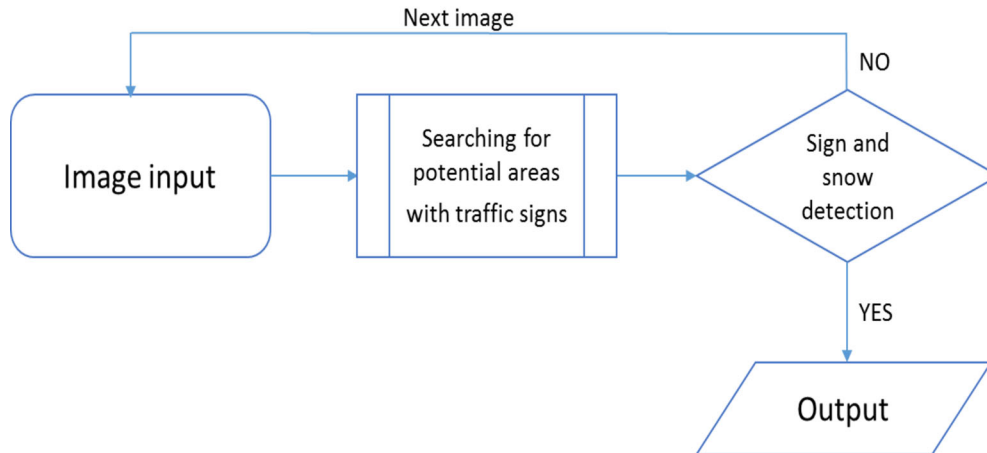 Next image
NO
Image input
Searching for
potential areas
with traffic signs
Sign and
snow
detection
YES
Output